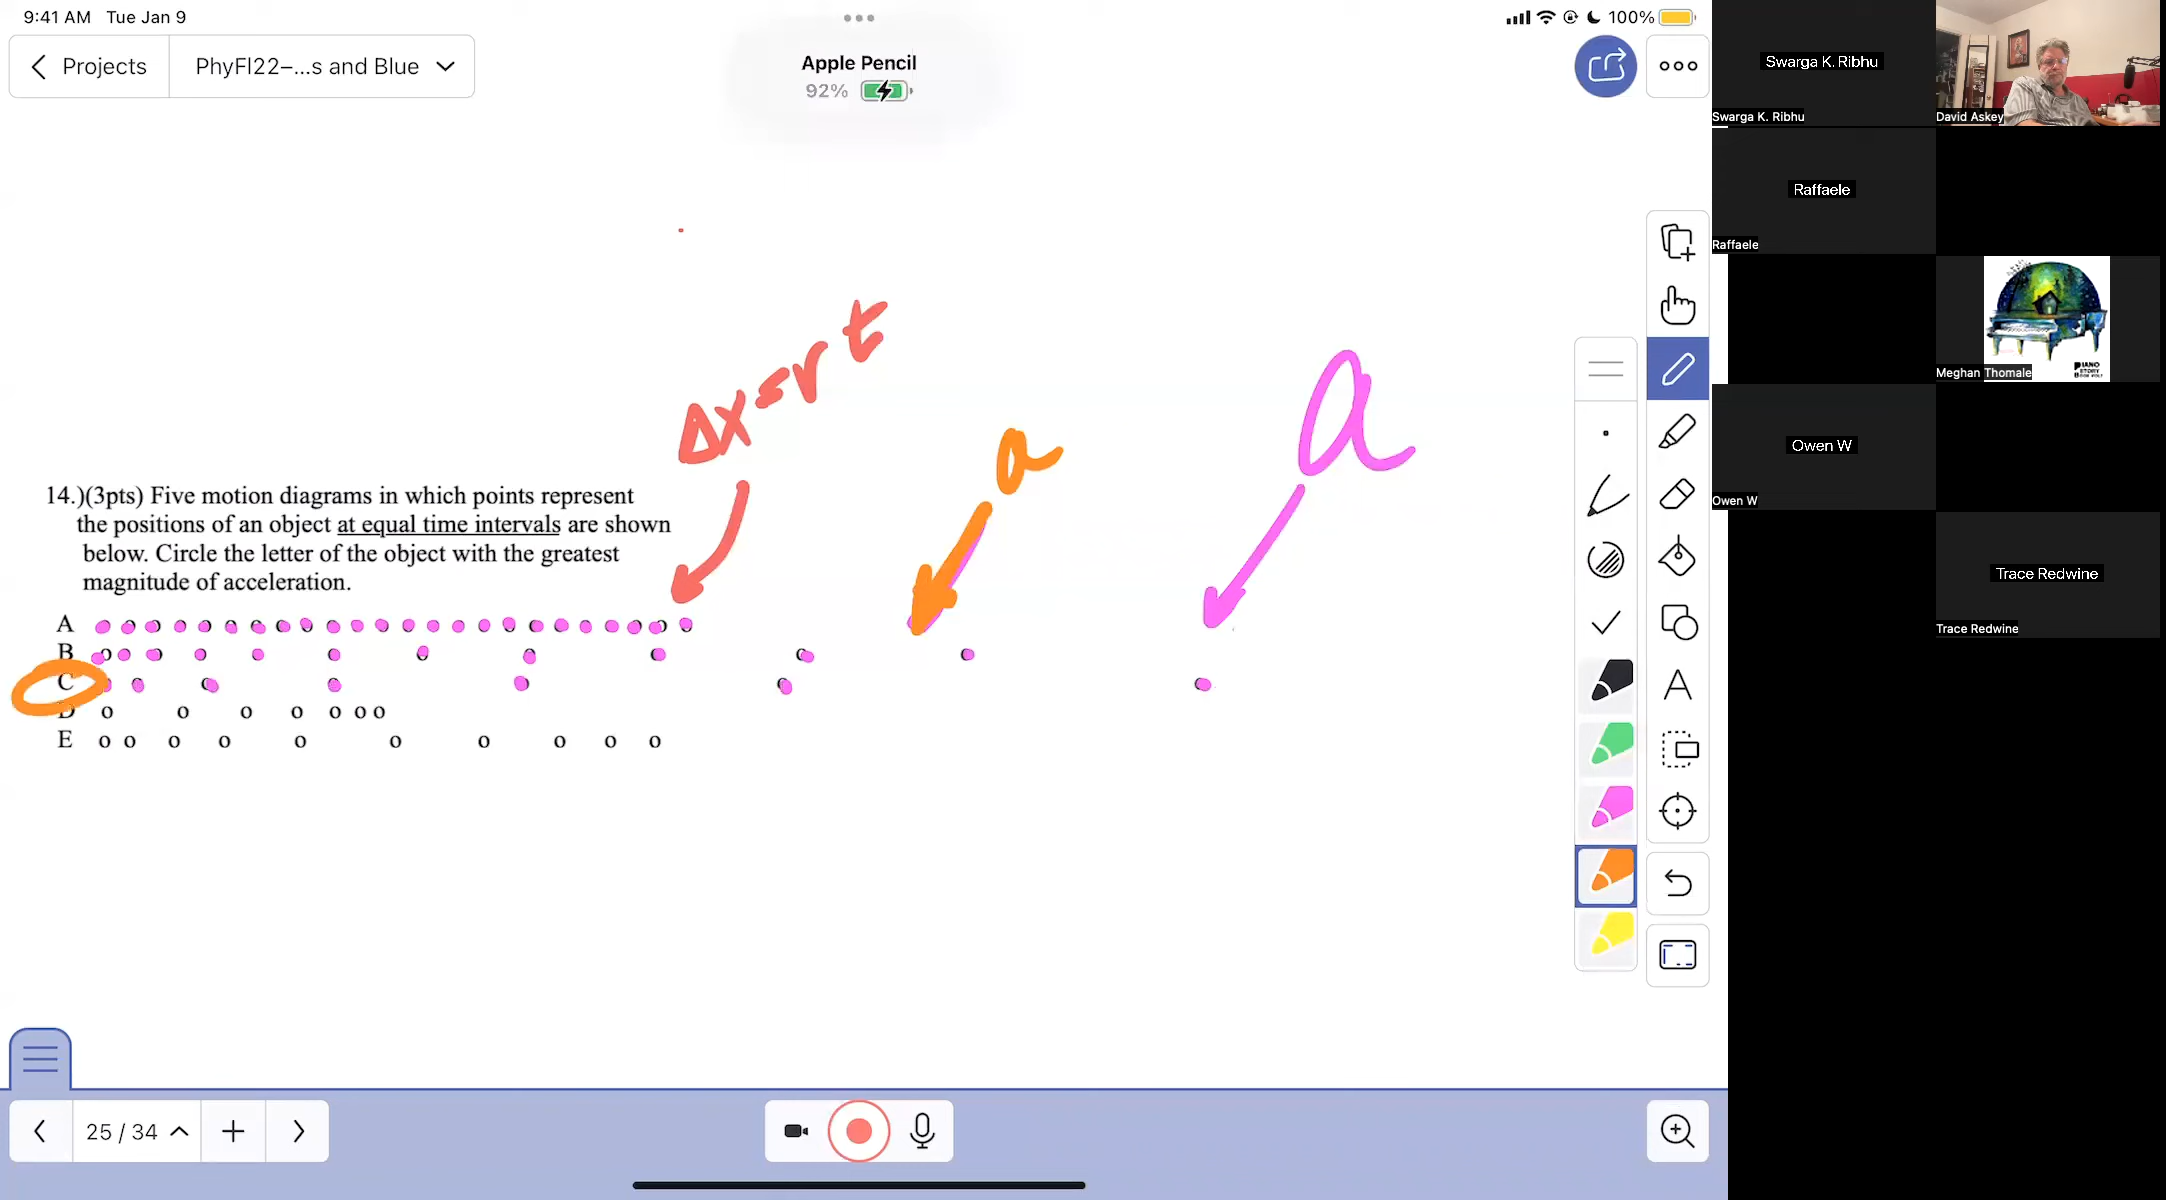 9:41 AM Tue Jan 9
100%
Projects
PhyFl22–...s and Blue
Apple Pencil
92%
Δx = r t
a
a
14.)(3pts) Five motion diagrams in which points represent
the positions of an object at equal time intervals are shown
below. Circle the letter of the object with the greatest
magnitude of acceleration.
A
B
C
D
E
25 / 34
Swarga K. Ribhu
Swarga K. Ribhu
David Askey
Raffaele
Raffaele
PIANO
STORY
Meghan Thomale
Owen W
Owen W
Trace Redwine
Trace Redwine